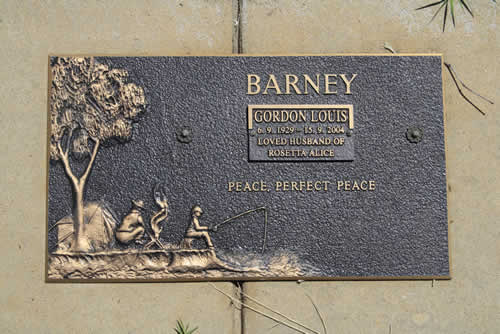 BARNEY
GORDON LOUIS
6. 9. 1929 - 15. 9. 2004
LOVED HUSBAND OF
ROSETTA ALICE
PEACE, PERFECT PEACE